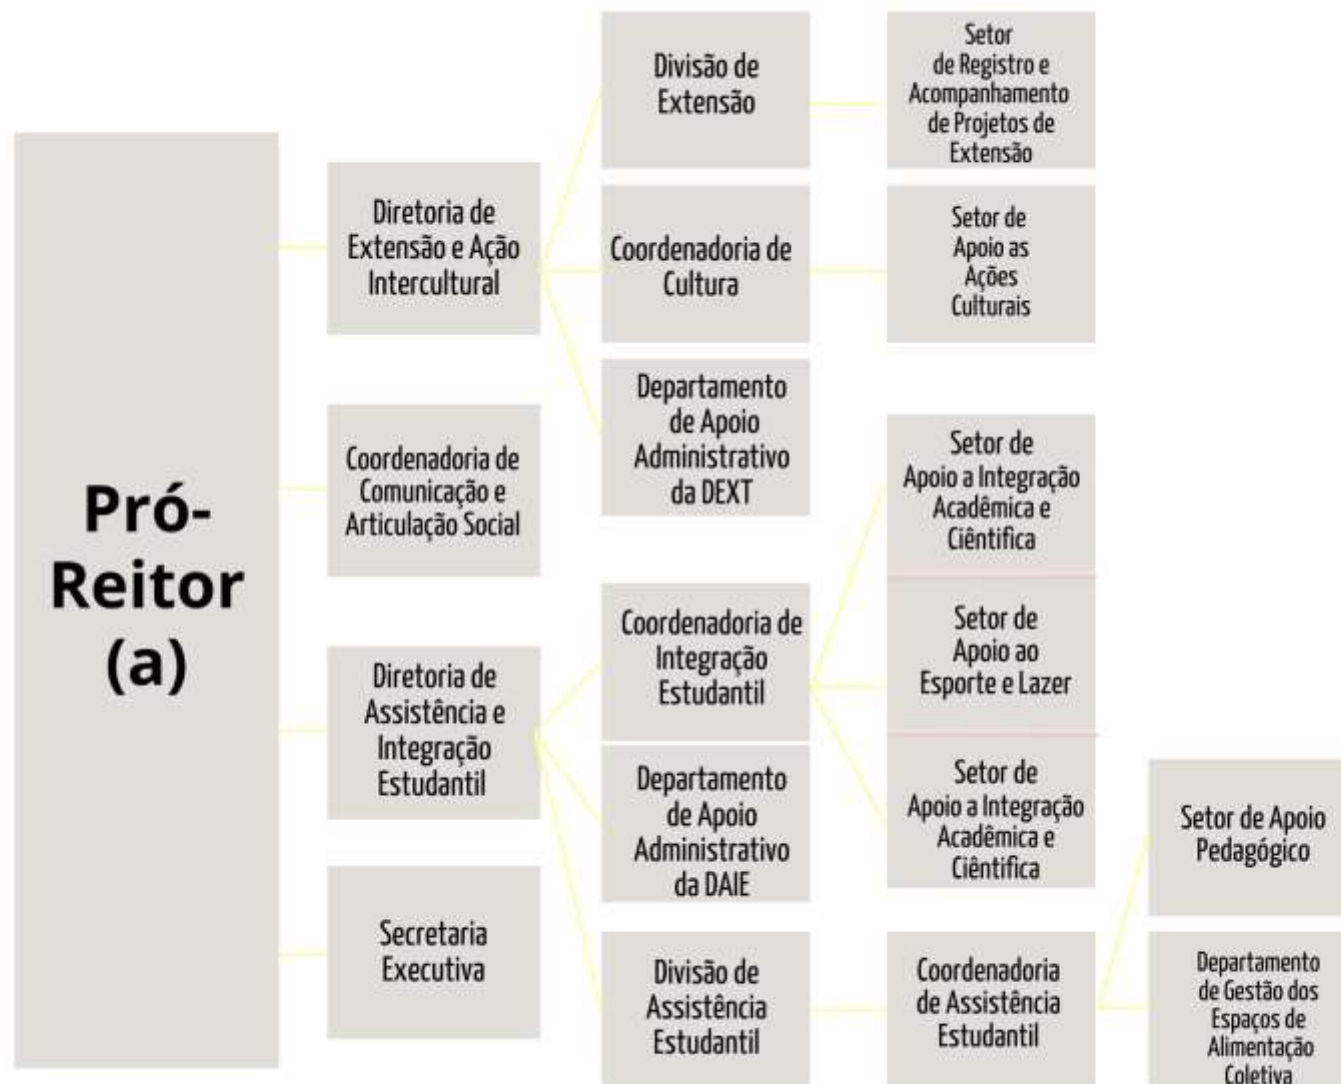 Pró-
Reitor
(a)
Diretoria de
Extensão e Ação
Intercultural
Coordenadoria de
Comunicação e
Articulação Social
Diretoria de
Assistência e
Integração
Estudantil
Secretaria
Executiva
Divisão de
Extensão
Coordenadoria de
Cultura
Departamento
de Apoio
Administrativo
da DEXT
Coordenadoria de
Integração
Estudantil
Departamento
de Apoio
Administrativo
da DAIE
Divisão de
Assistência
Estudantil
Setor
de Registro e
Acompanhamento
de Projetos de
Extensão
Setor de
Apoio as
Ações
Culturais
Setor de
Apoio a Integração
Acadêmica e
Ciêntifica
Setor de
Apoio ao
Esporte e Lazer
Setor de
Apoio a Integração
Acadêmica e
Ciêntifica
Coordenadoria
de Assistência
Estudantil
Setor de Apoio
Pedagógico
Departamento
de Gestão dos
Espaços de
Alimentação
Coletiva